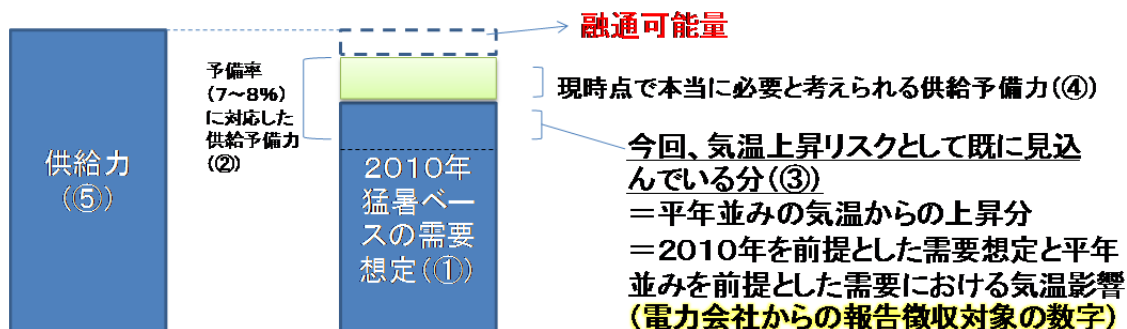 融通可能量
予備率
(7~8%)
に対応した
供給予備力
(②)
現時点で本当に必要と考えられる供給予備力(④)
供給力
(⑤)
2010年
猛暑ベー
スの需要
想定(①)
今回、気温上昇リスクとして既に見込
んでいる分(③)
=平年並みの気温からの上昇分
=2010年を前提とした需要想定と平年
並みを前提とした需要における気温影響
(電力会社からの報告徴収対象の数字)